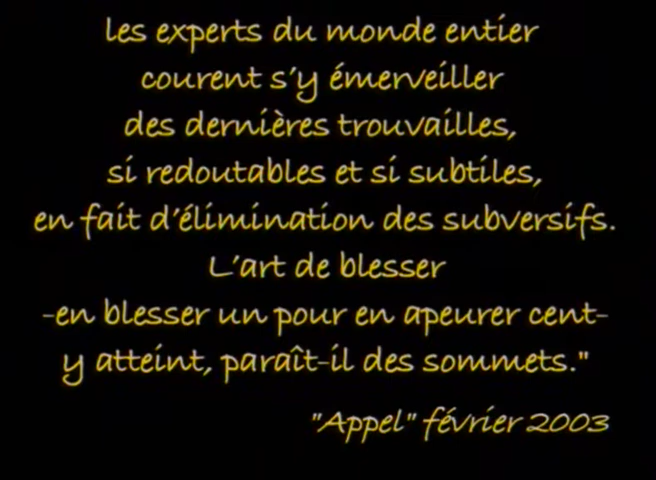 les experts du monde entier
courent s'y émerveiller
des dernières trouvailles,
si redoutables et si subtiles,
en fait d'élimination des subversifs.
L'art de blesser
-en blesser un pour en apeurer cent-
y atteint, paraît-il des sommets."
"Appel" février 2003